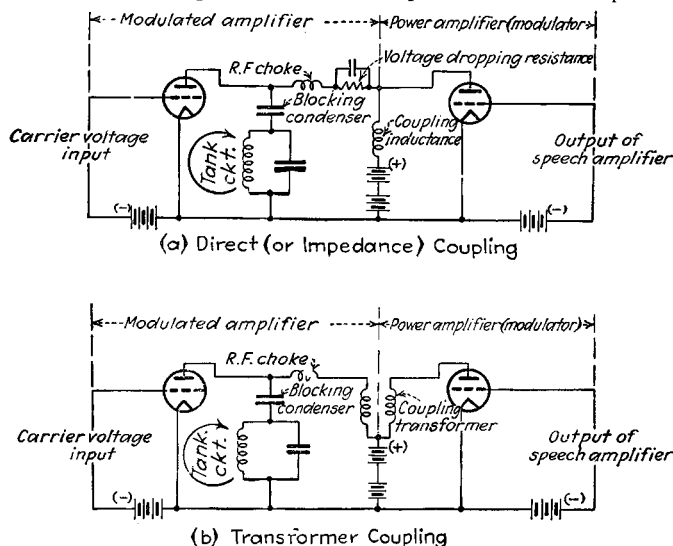 Modulated amplifier
Power amplifier (modulator)
Voltage dropping resistance
R.F. choke
Blocking
condenser
Coupling
inductance
Carrier voltage
input
Tank
ckt.
(+)
Output of
speech amplifier
(-)
(-)
(a) Direct (or Impedance) Coupling
Modulated amplifier
Power amplifier (modulator)
R.F. choke
Blocking
condenser
Coupling
transformer
Carrier voltage
input
Tank
ckt.
(+)
Output of
speech amplifier
(-)
(-)
(b) Transformer Coupling